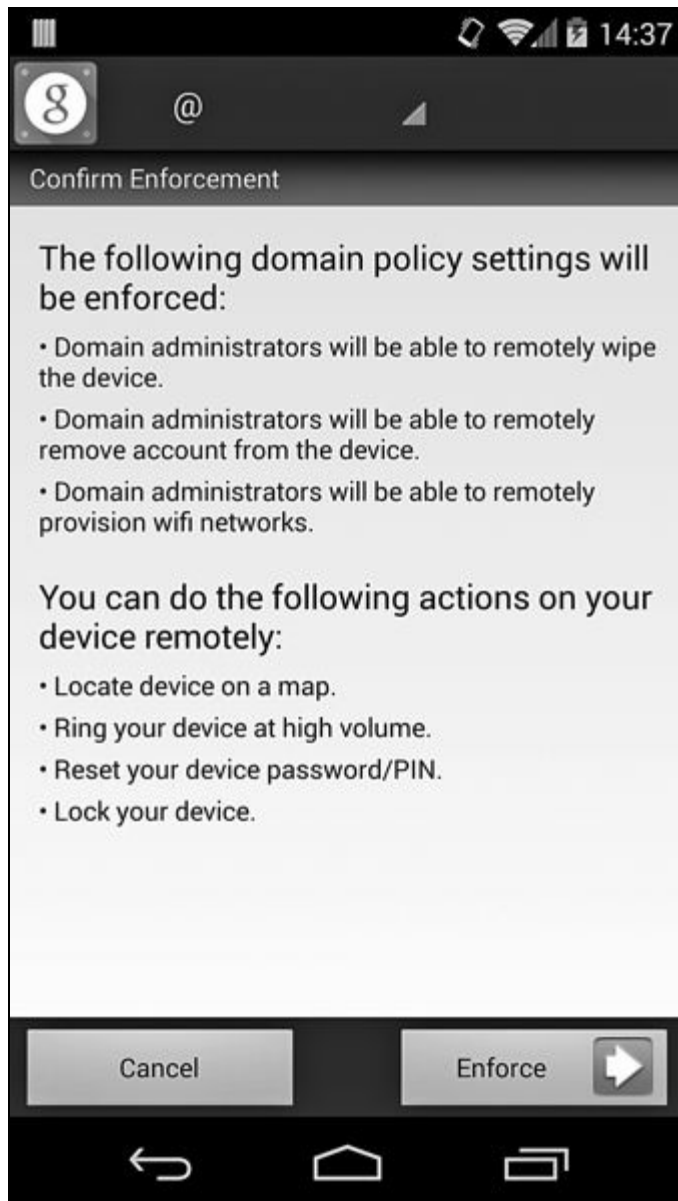 14:37
g @
Confirm Enforcement
The following domain policy settings will
be enforced:
• Domain administrators will be able to remotely wipe
the device.
• Domain administrators will be able to remotely
remove account from the device.
• Domain administrators will be able to remotely
provision wifi networks.
You can do the following actions on your
device remotely:
• Locate device on a map.
• Ring your device at high volume.
• Reset your device password/PIN.
• Lock your device.
Cancel Enforce